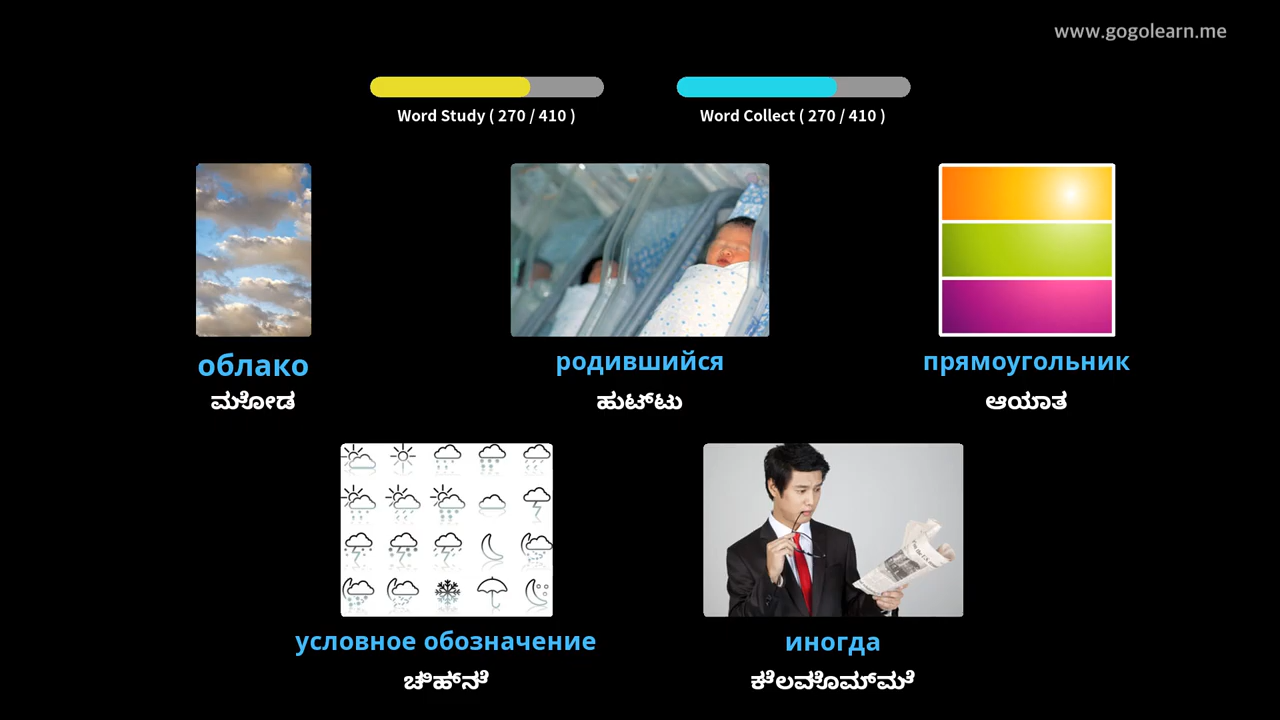 www.gogolearn.me
Word Study ( 270 / 410 )
Word Collect ( 270 / 410 )
облако
ಮೋಡ
родившийся
ಹುಟ್ಟು
прямоугольник
ಆಯಾತ
условное обозначение
ಚಿಹ್ನೆ
иногда
ಕೆಲವೊಮ್ಮೆ